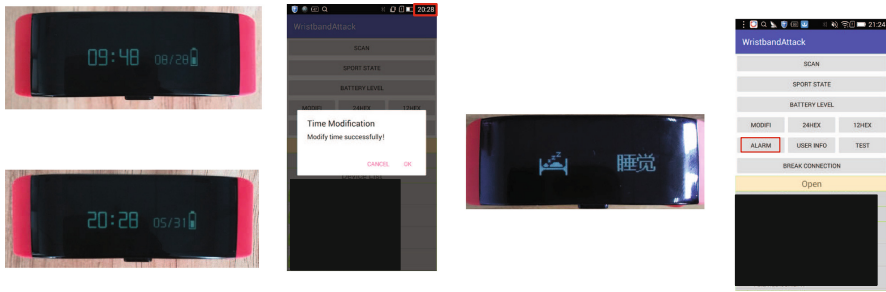 09:48 08/28
20:28 05/31
20:28
WristbandAttack
SCAN
SPORT STATE
BATTERY LEVEL
MODIFI 24HEX 12HEX
Time Modification
Modify time successfully!
CANCEL OK
睡觉
21:24
WristbandAttack
SCAN
SPORT STATE
BATTERY LEVEL
MODIFI 24HEX 12HEX
ALARM USER INFO TEST
BREAK CONNECTION
Open